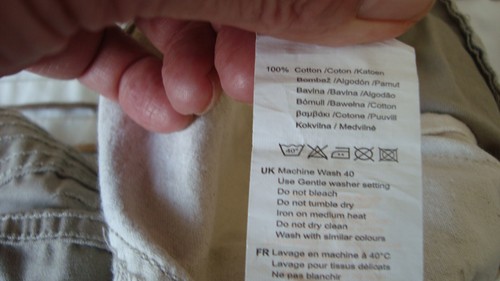 100% Cotton /Coton /Katoen
Bombaž /Algodón /Pamut
Bavlna /Bavina /Algodão
Bömull /Bawełna /Cotton
βαμβάκι /Cotone /Puuvill
Kokvilna / Medvilnė
40°
UK Machine Wash 40
Use Gentle washer setting
Do not bleach
Do not tumble dry
Iron on medium heat
Do not dry clean
Wash with similar colours
FR Lavage en machine à 40°C
Lavage pour tissus délicats
Ne pas blanchir